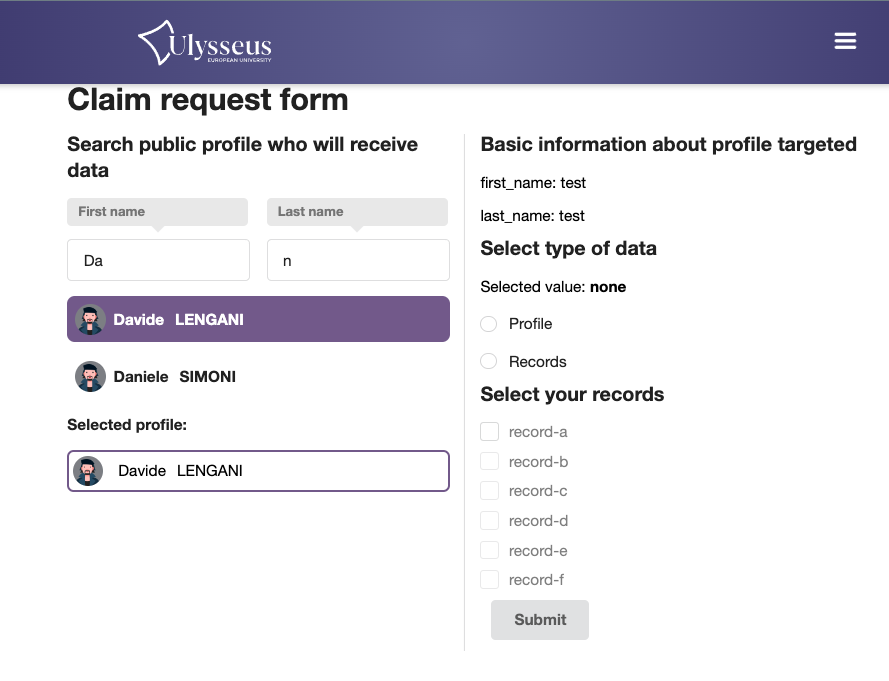 Ulysseus
EUROPEAN UNIVERSITY
Claim request form
Search public profile who will receive
data
First name
Last name
Da
n
Davide LENGANI
Daniele SIMONI
Selected profile:
Davide LENGANI
Basic information about profile targeted
first_name: test
last_name: test
Select type of data
Selected value: none
Profile
Records
Select your records
record-a
record-b
record-c
record-d
record-e
record-f
Submit